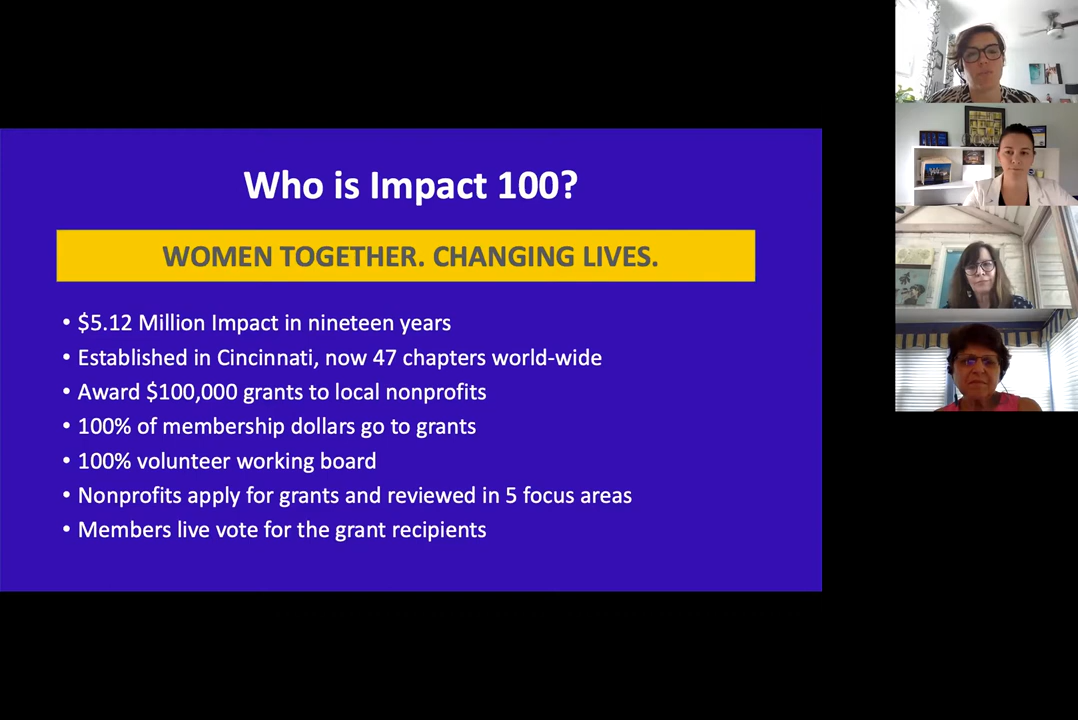 Who is Impact 100?
WOMEN TOGETHER. CHANGING LIVES.
• $5.12 Million Impact in nineteen years
• Established in Cincinnati, now 47 chapters world-wide
• Award $100,000 grants to local nonprofits
• 100% of membership dollars go to grants
• 100% volunteer working board
• Nonprofits apply for grants and reviewed in 5 focus areas
• Members live vote for the grant recipients